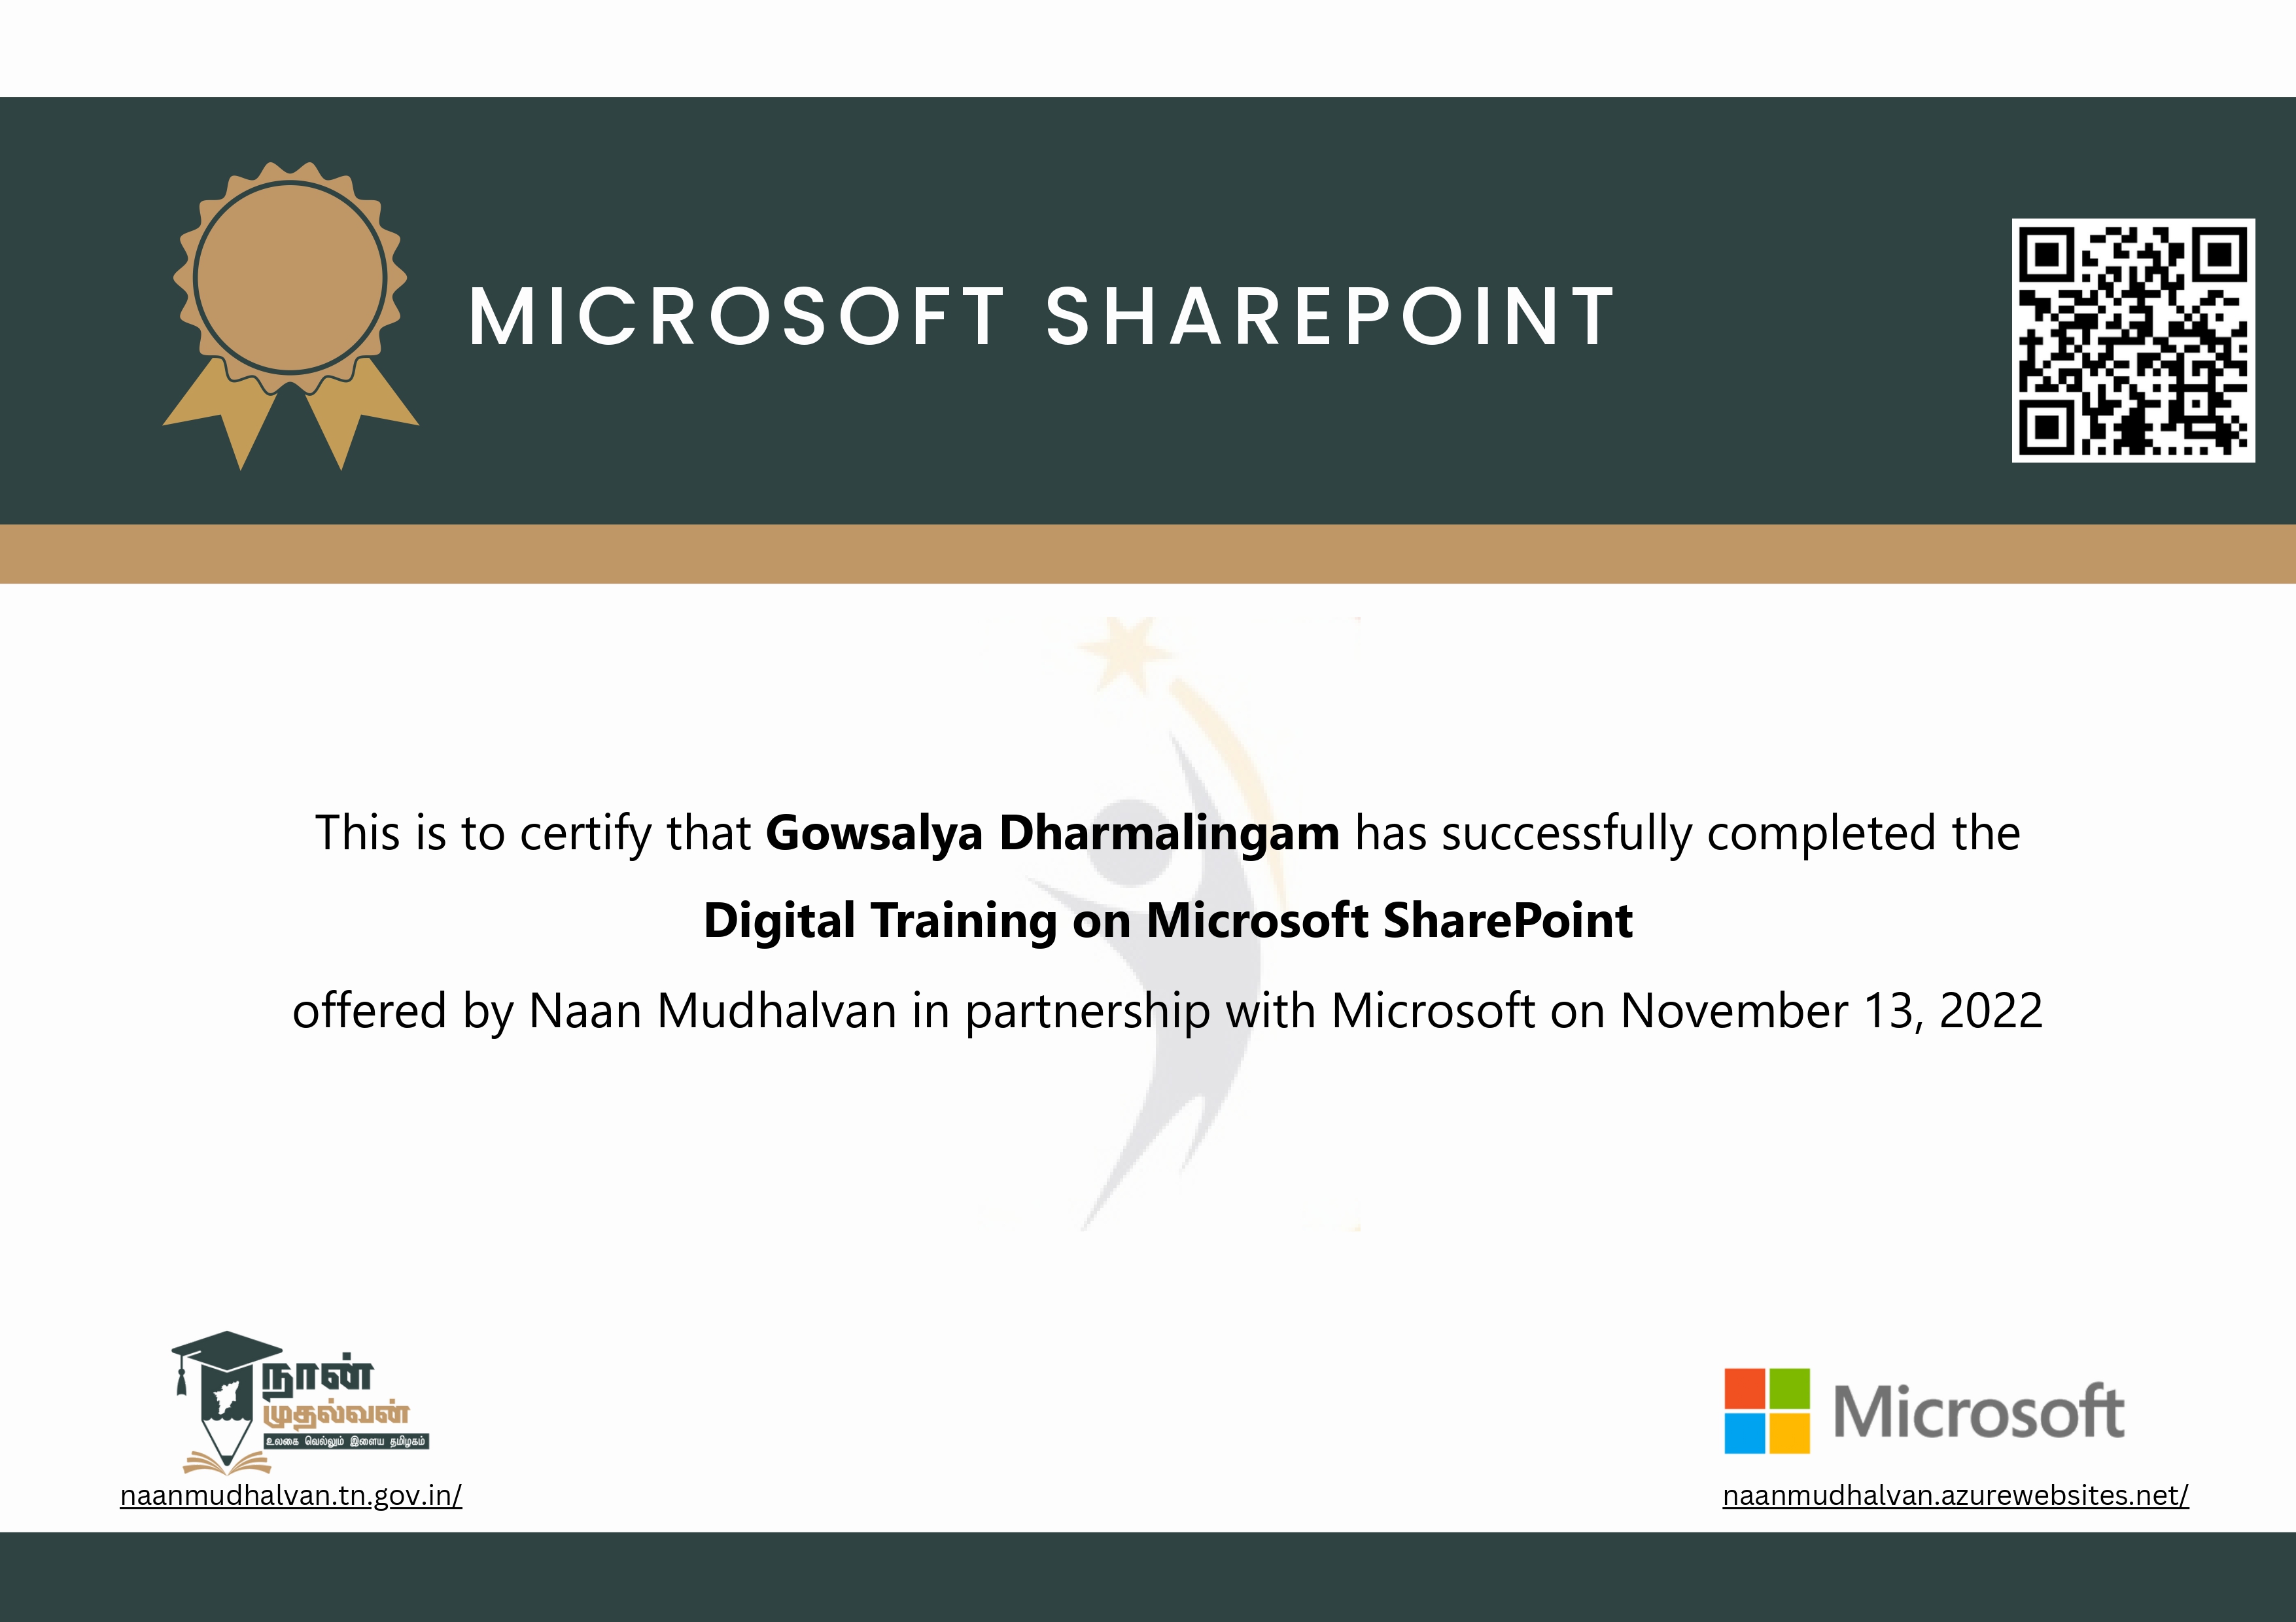 MICROSOFT SHAREPOINT
This is to certify that Gowsalya Dharmalingam has successfully completed the
Digital Training on Microsoft SharePoint
offered by Naan Mudhalvan in partnership with Microsoft on November 13, 2022
நான்
முதல்வன்
உலகை வெல்லும் இளைய தமிழகம்
naanmudhalvan.tn.gov.in/
Microsoft
naanmudhalvan.azurewebsites.net/